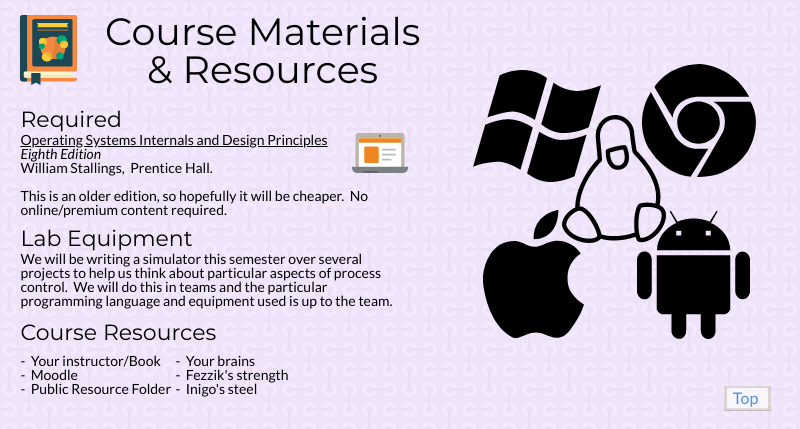 Course Materials
& Resources
Required
Operating Systems Internals and Design Principles
Eighth Edition
William Stallings,  Prentice Hall.
This is an older edition, so hopefully it will be cheaper.  No
online/premium content required.
Lab Equipment
We will be writing a simulator this semester over several
projects to help us think about particular aspects of process
control.  We will do this in teams and the particular
programming language and equipment used is up to the team.
Course Resources
- Your instructor/Book
- Moodle
- Public Resource Folder
- Your brains
- Fezzik's strength
- Inigo's steel
Top